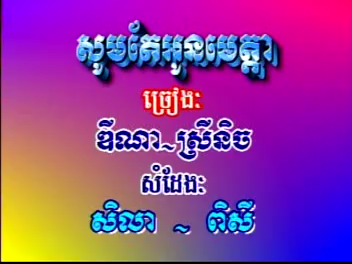 សូមតែអូនមេត្តា
ច្រៀង:
ឌីណា~ស្រីនិច
សំដែង:
សិលា ~ ពិសី